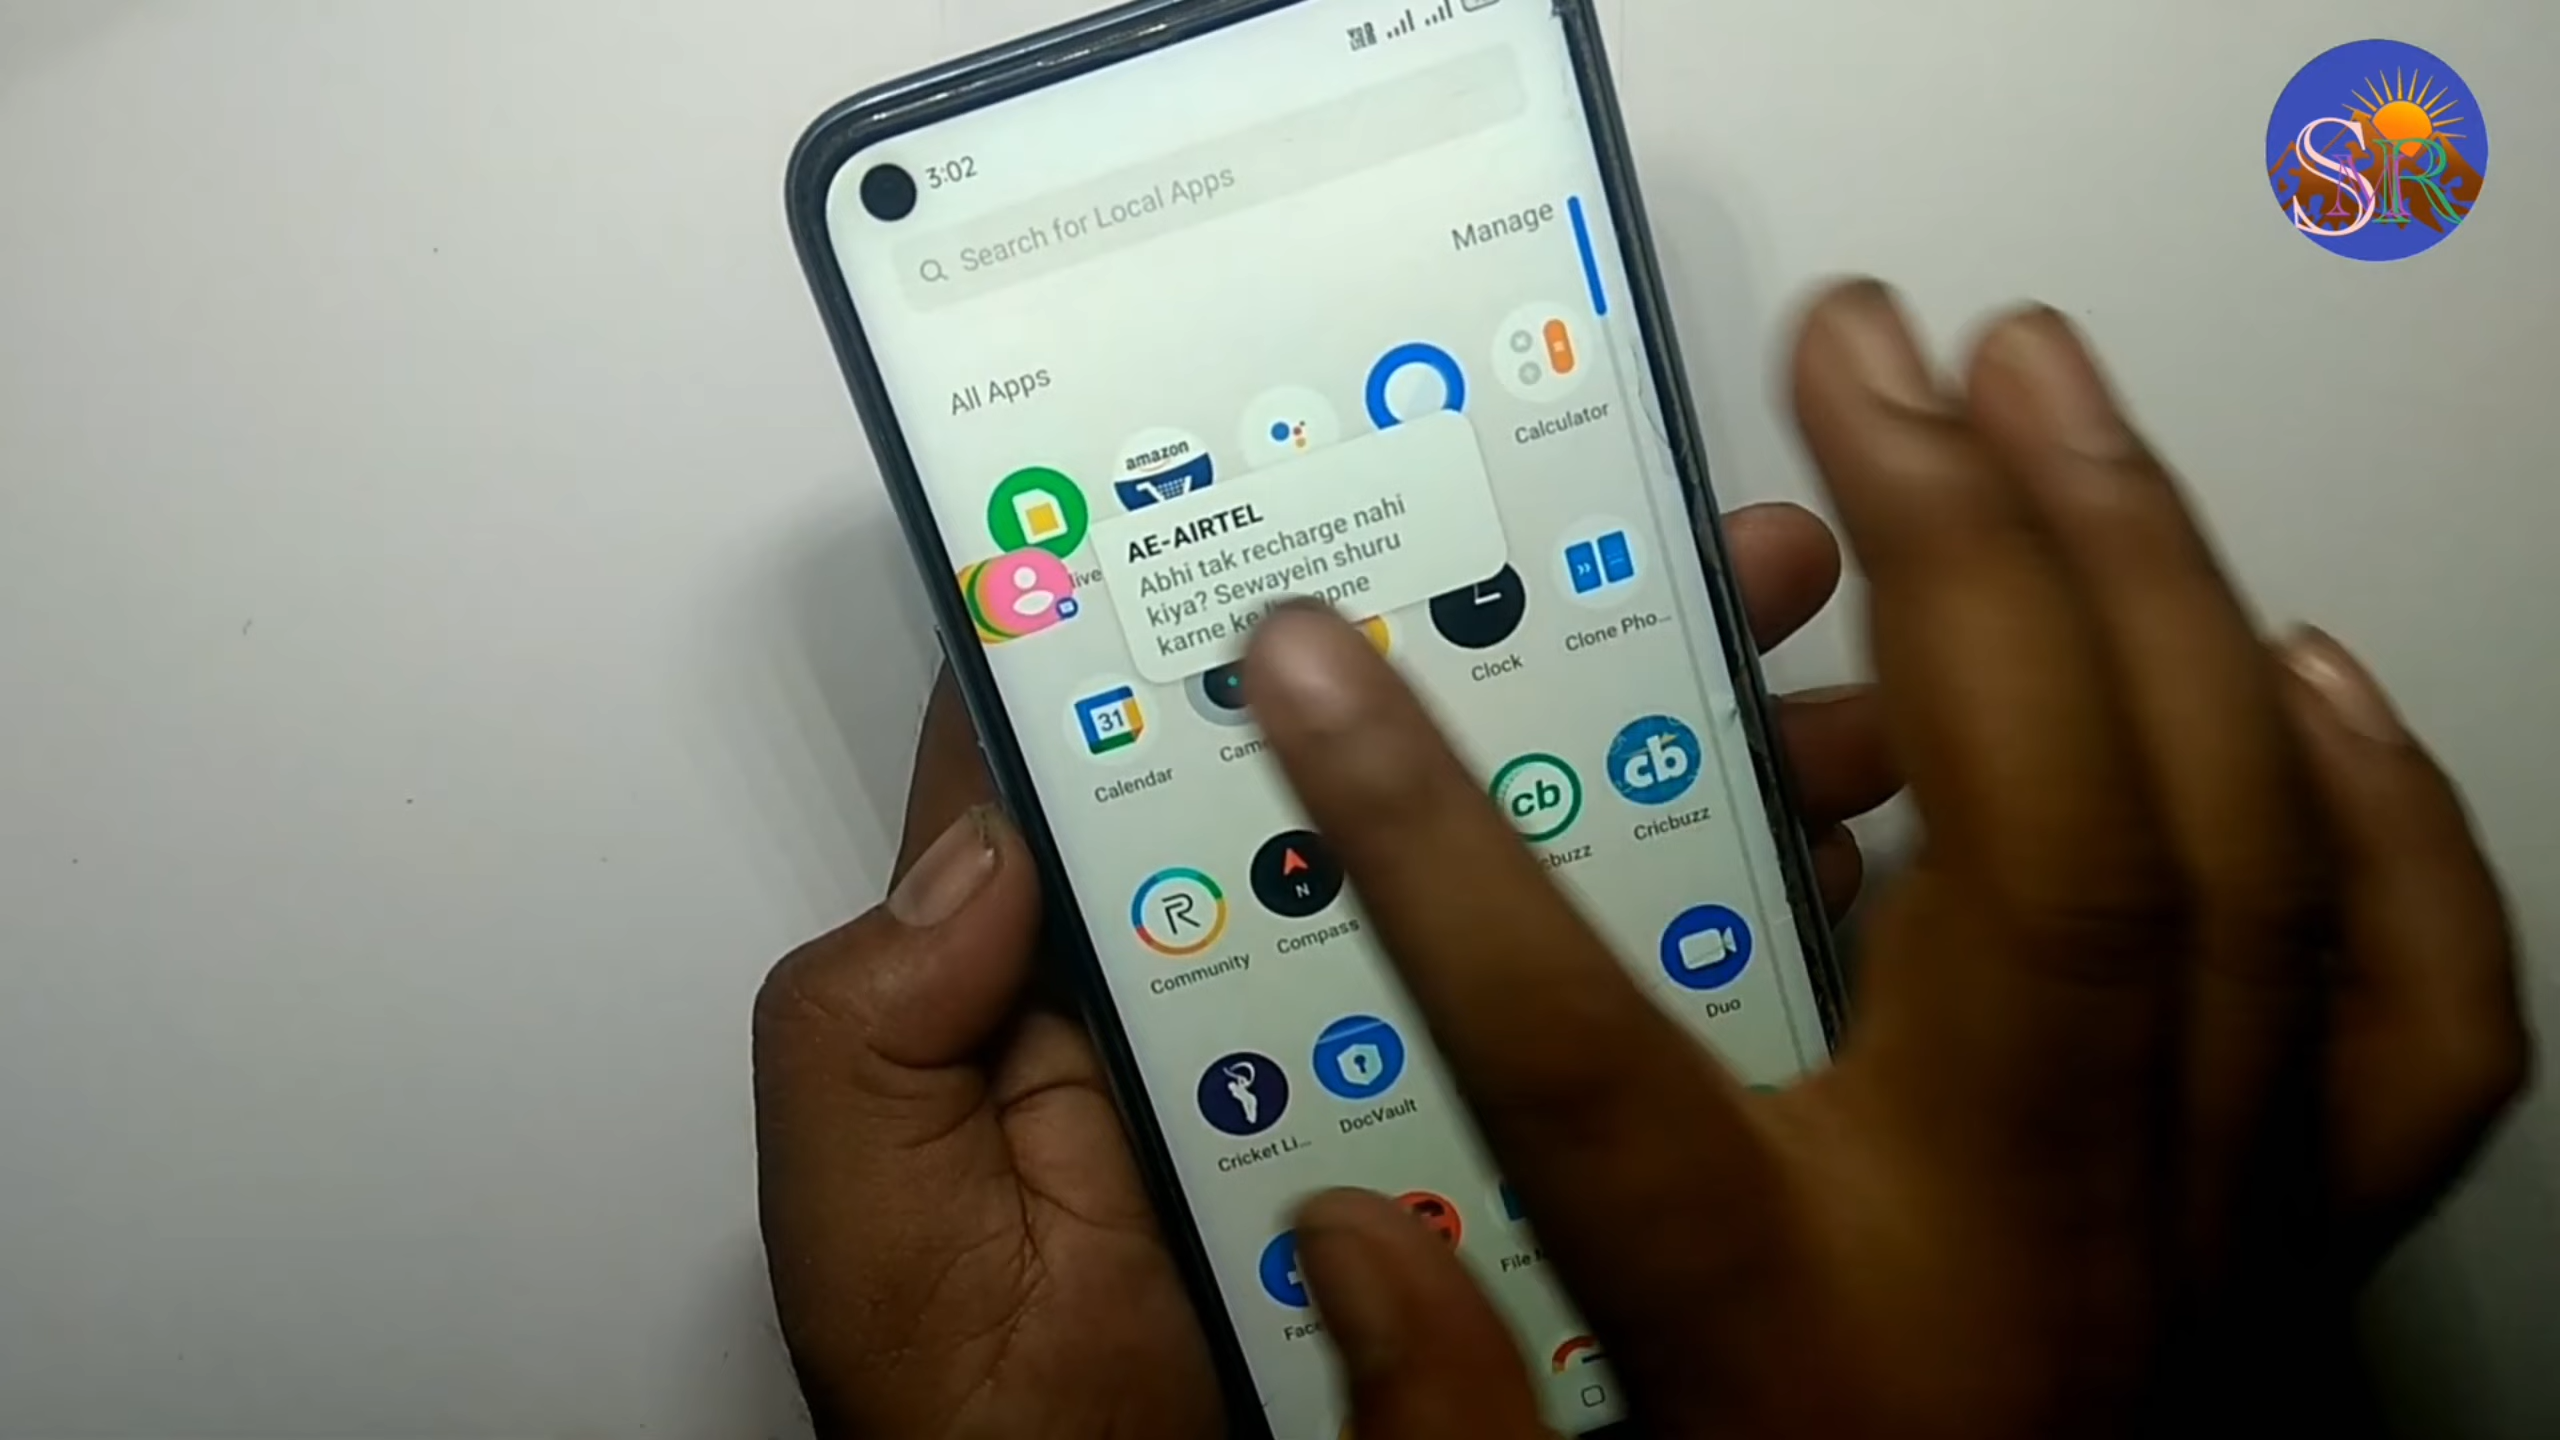 3:02
Search for Local Apps
Manage
All Apps
amazon
Calculator
AE-AIRTEL
Abhi tak recharge nahi
kiya? Sewayein shuru
karne ke apne
31
Calendar
Clock
Clone Pho...
cb
cb
Cricbuzz
R
Community
N
Compass
Duo
Cricket Li...
DocVault
SMR